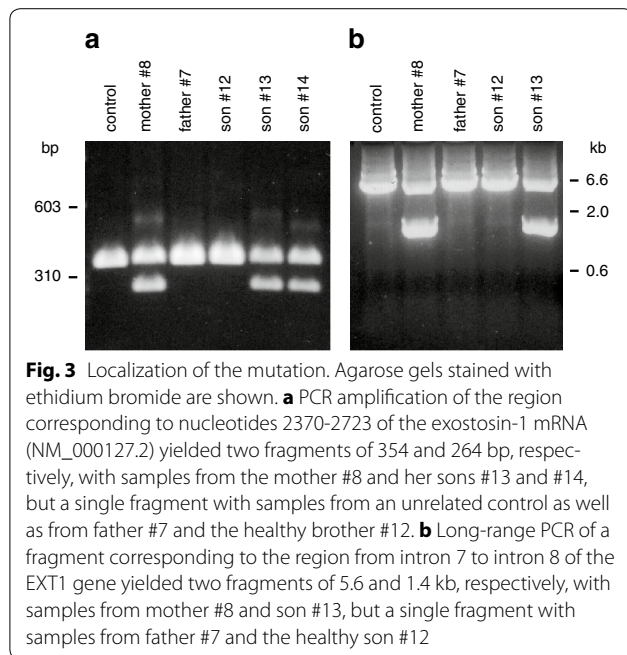 a
b
control
mother #8
father #7
son #12
son #13
son #14
control
mother #8
father #7
son #12
son #13
bp
kb
603
6.6
2.0
310
0.6
Fig. 3 Localization of the mutation. Agarose gels stained with
ethidium bromide are shown. a PCR amplification of the region
corresponding to nucleotides 2370-2723 of the exostosin-1 mRNA
(NM_000127.2) yielded two fragments of 354 and 264 bp, respec-
tively, with samples from the mother #8 and her sons #13 and #14,
but a single fragment with samples from an unrelated control as well
as from father #7 and the healthy brother #12. b Long-range PCR of a
fragment corresponding to the region from intron 7 to intron 8 of the
EXT1 gene yielded two fragments of 5.6 and 1.4 kb, respectively, with
samples from mother #8 and son #13, but a single fragment with
samples from father #7 and the healthy son #12